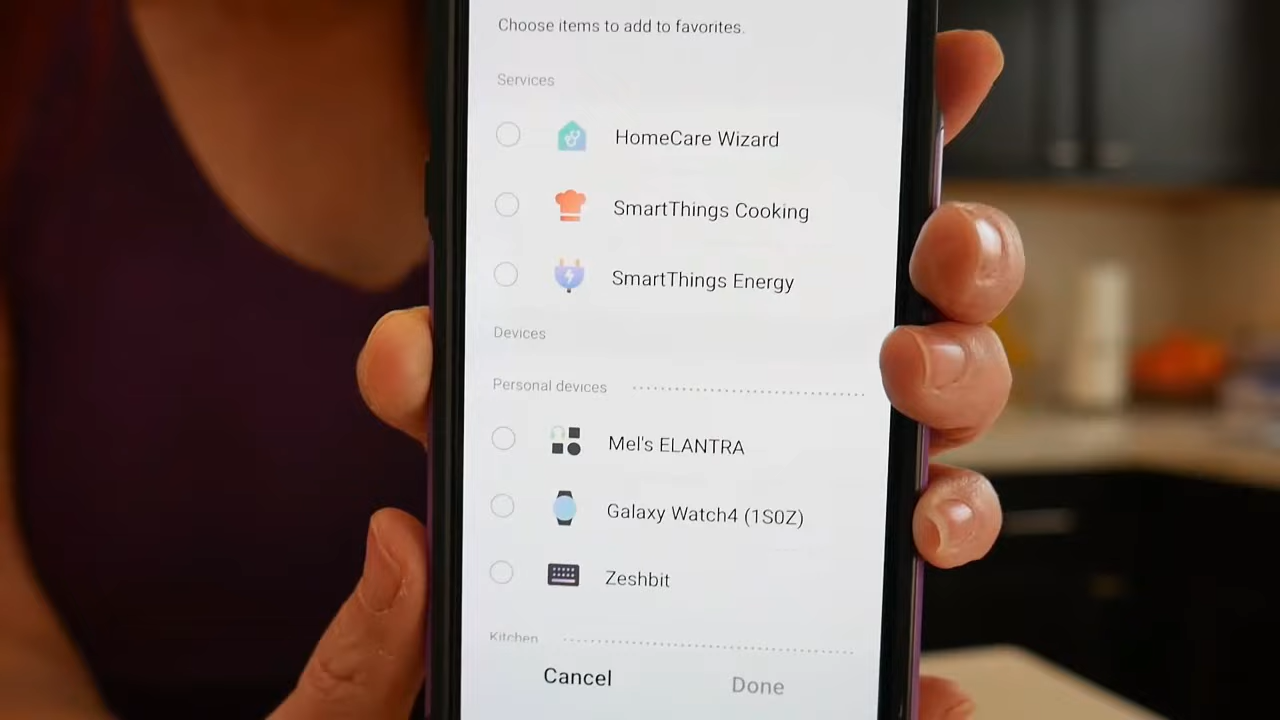 Choose items to add to favorites.
Services
HomeCare Wizard
SmartThings Cooking
SmartThings Energy
Devices
Personal devices
Mel's ELANTRA
Galaxy Watch4 (1S0Z)
Zeshbit
Kitchen
Cancel
Done